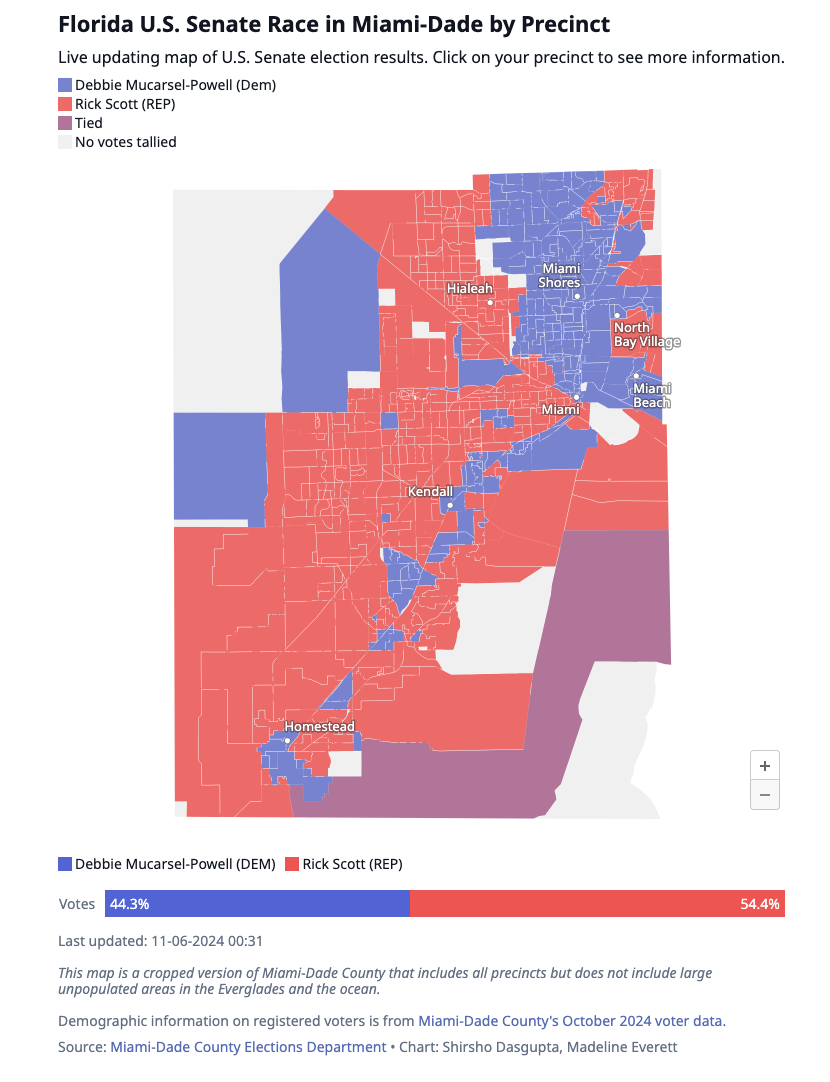 Florida U.S. Senate Race in Miami-Dade by Precinct
Live updating map of U.S. Senate election results. Click on your precinct to see more information.
Debbie Mucarsel-Powell (Dem)
Rick Scott (REP)
Tied
No votes tallied
Miami
Shores
Hialeah
North
Bay Village
Miami
Beach
Miami
Kendall
Homestead
+
−
Debbie Mucarsel-Powell (DEM) Rick Scott (REP)
Votes 44.3% 54.4%
Last updated: 11-06-2024 00:31
This map is a cropped version of Miami-Dade County that includes all precincts but does not include large
unpopulated areas in the Everglades and the ocean.
Demographic information on registered voters is from Miami-Dade County's October 2024 voter data.
Source: Miami-Dade County Elections Department • Chart: Shirsho Dasgupta, Madeline Everett